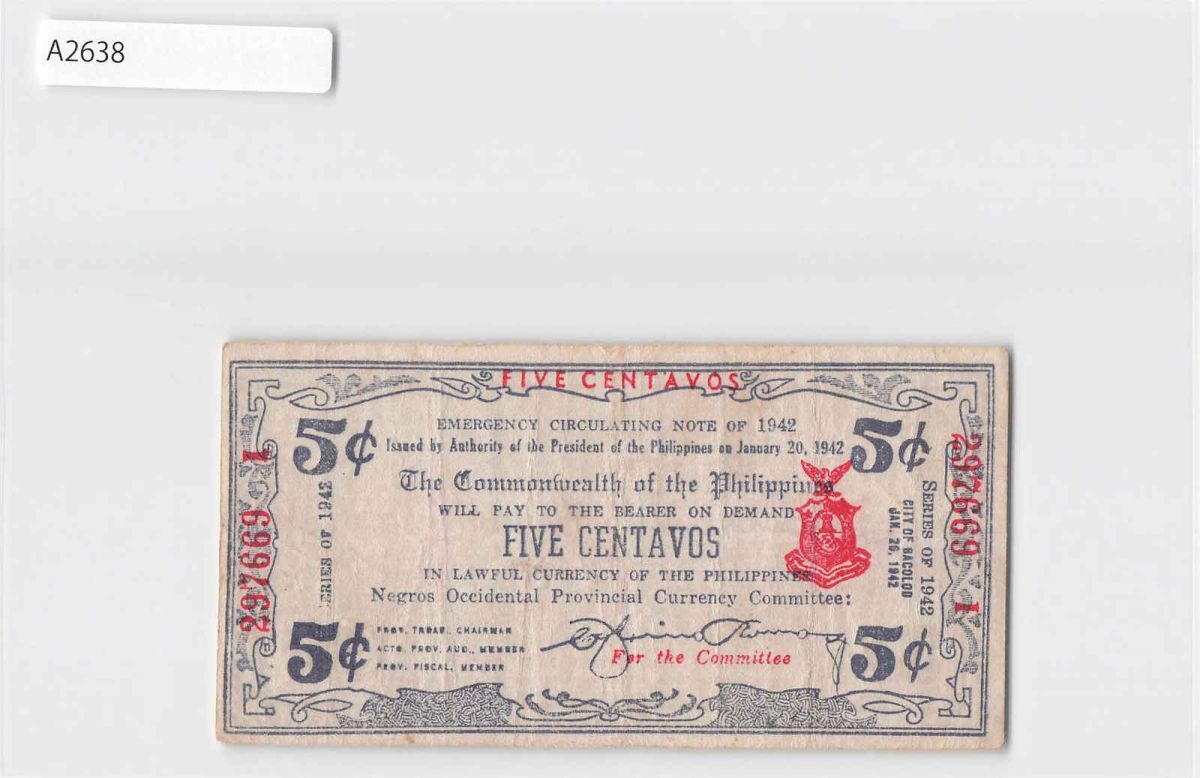 A2638
FIVE CENTAVOS
EMERGENCY CIRCULATING NOTE OF 1942
5¢
Issued by Authority of the President of the Philippines on January 20, 1942
5¢
The Commonwealth of the Philippines
WILL PAY TO THE BEARER ON DEMAND
FIVE CENTAVOS
IN LAWFUL CURRENCY OF THE PHILIPPINES
Negros Occidental Provincial Currency Committee:
297669
SERIES OF 1942
CITY OF BACOLOD
JAN. 26, 1942
SERIES OF 1942
297669
5¢
PROV. TREAS., CHAIRMAN
ACTG. PROV. AUD., MEMBER
PROV. FISCAL, MEMBER
For the Committee
5¢